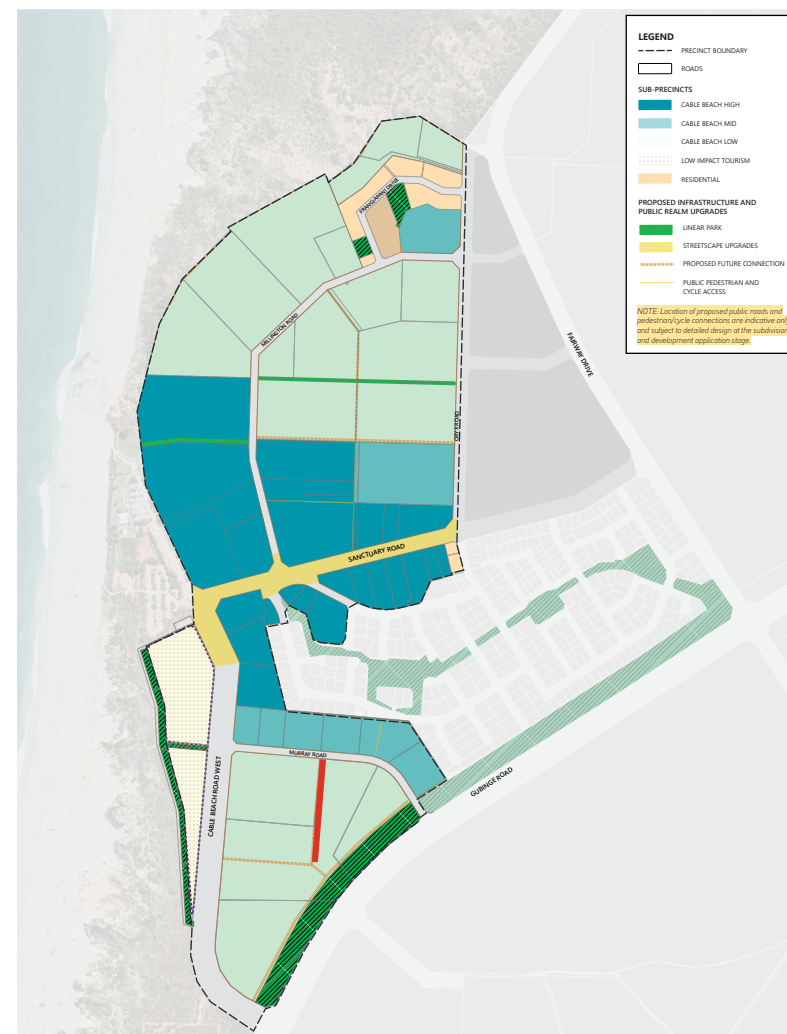 LEGEND
PRECINCT BOUNDARY
ROADS
SUB-PRECINCTS
CABLE BEACH HIGH
CABLE BEACH MID
CABLE BEACH LOW
LOW IMPACT TOURISM
RESIDENTIAL
PROPOSED INFRASTRUCTURE AND
PUBLIC REALM UPGRADES
LINEAR PARK
STREETSCAPE UPGRADES
PROPOSED FUTURE CONNECTION
PUBLIC PEDESTRIAN AND
CYCLE ACCESS
NOTE: Location of proposed public roads and
pedestrian/cycle connections are indicative only
and subject to detailed design at the subdivision
and development application stage.
FRANGIPANI DRIVE
MILLINGTON ROAD
FAIRWAY DRIVE
SANCTUARY ROAD
MURRAY ROAD
CABLE BEACH ROAD WEST
GUBINGE ROAD